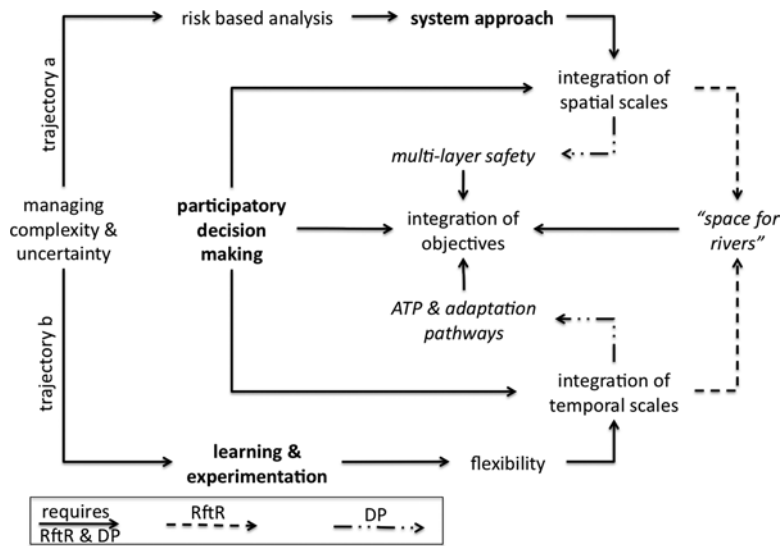 risk based analysis
system approach
trajectory a
integration of
spatial scales
multi-layer safety
managing
complexity &
uncertainty
participatory
decision
making
integration of
objectives
“space for
rivers”
ATP & adaptation
pathways
trajectory b
integration of
temporal scales
learning &
experimentation
flexibility
requires
RftR & DP
RftR
DP